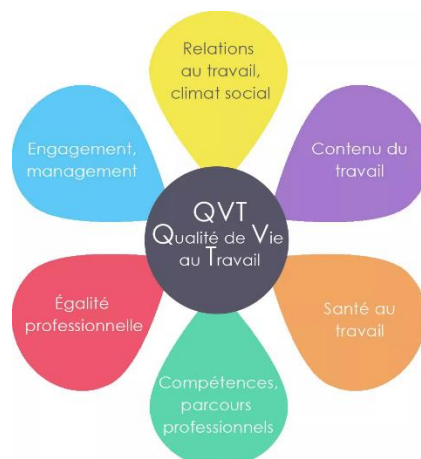 Relations
au travail,
climat social
Engagement,
management
Contenu du
travail
QVT
Qualité de Vie
au Travail
Égalité
professionnelle
Santé au
travail
Compétences,
parcours
professionnels